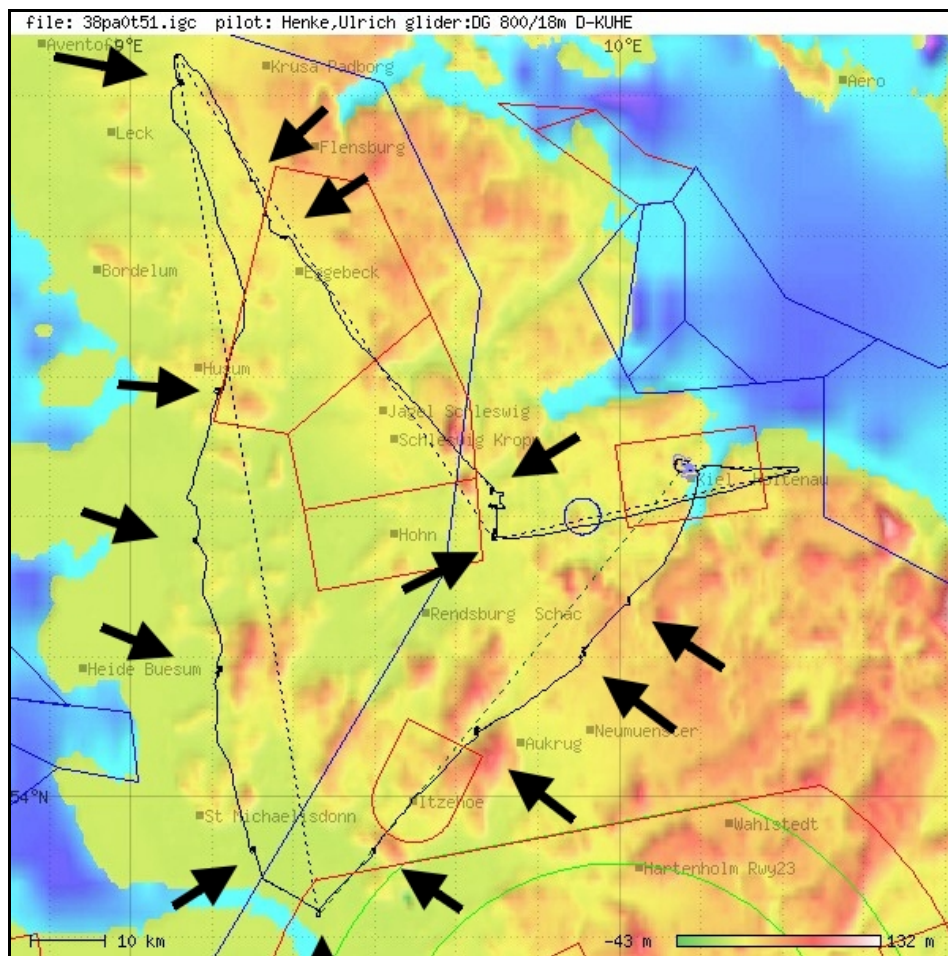 file: 38pa0t51.igc pilot: Henke,Ulrich glider:DG 800/18m D-KUHE
Aventoft 9°E 10°E
Krusa Padborg
Aero
Leck
Flensburg
Bordelum
Eggebeck
Husum
Jagel Schleswig
Schleswig Kropp
Kiel Holtenau
Hohn
Rendsburg Schac
Heide Buesum
Neumuenster
Aukrug
54°N
Itzehoe
St Michaelisdonn
Wahlstedt
Hartenholm Rwy23
10 km
-43 m 132 m